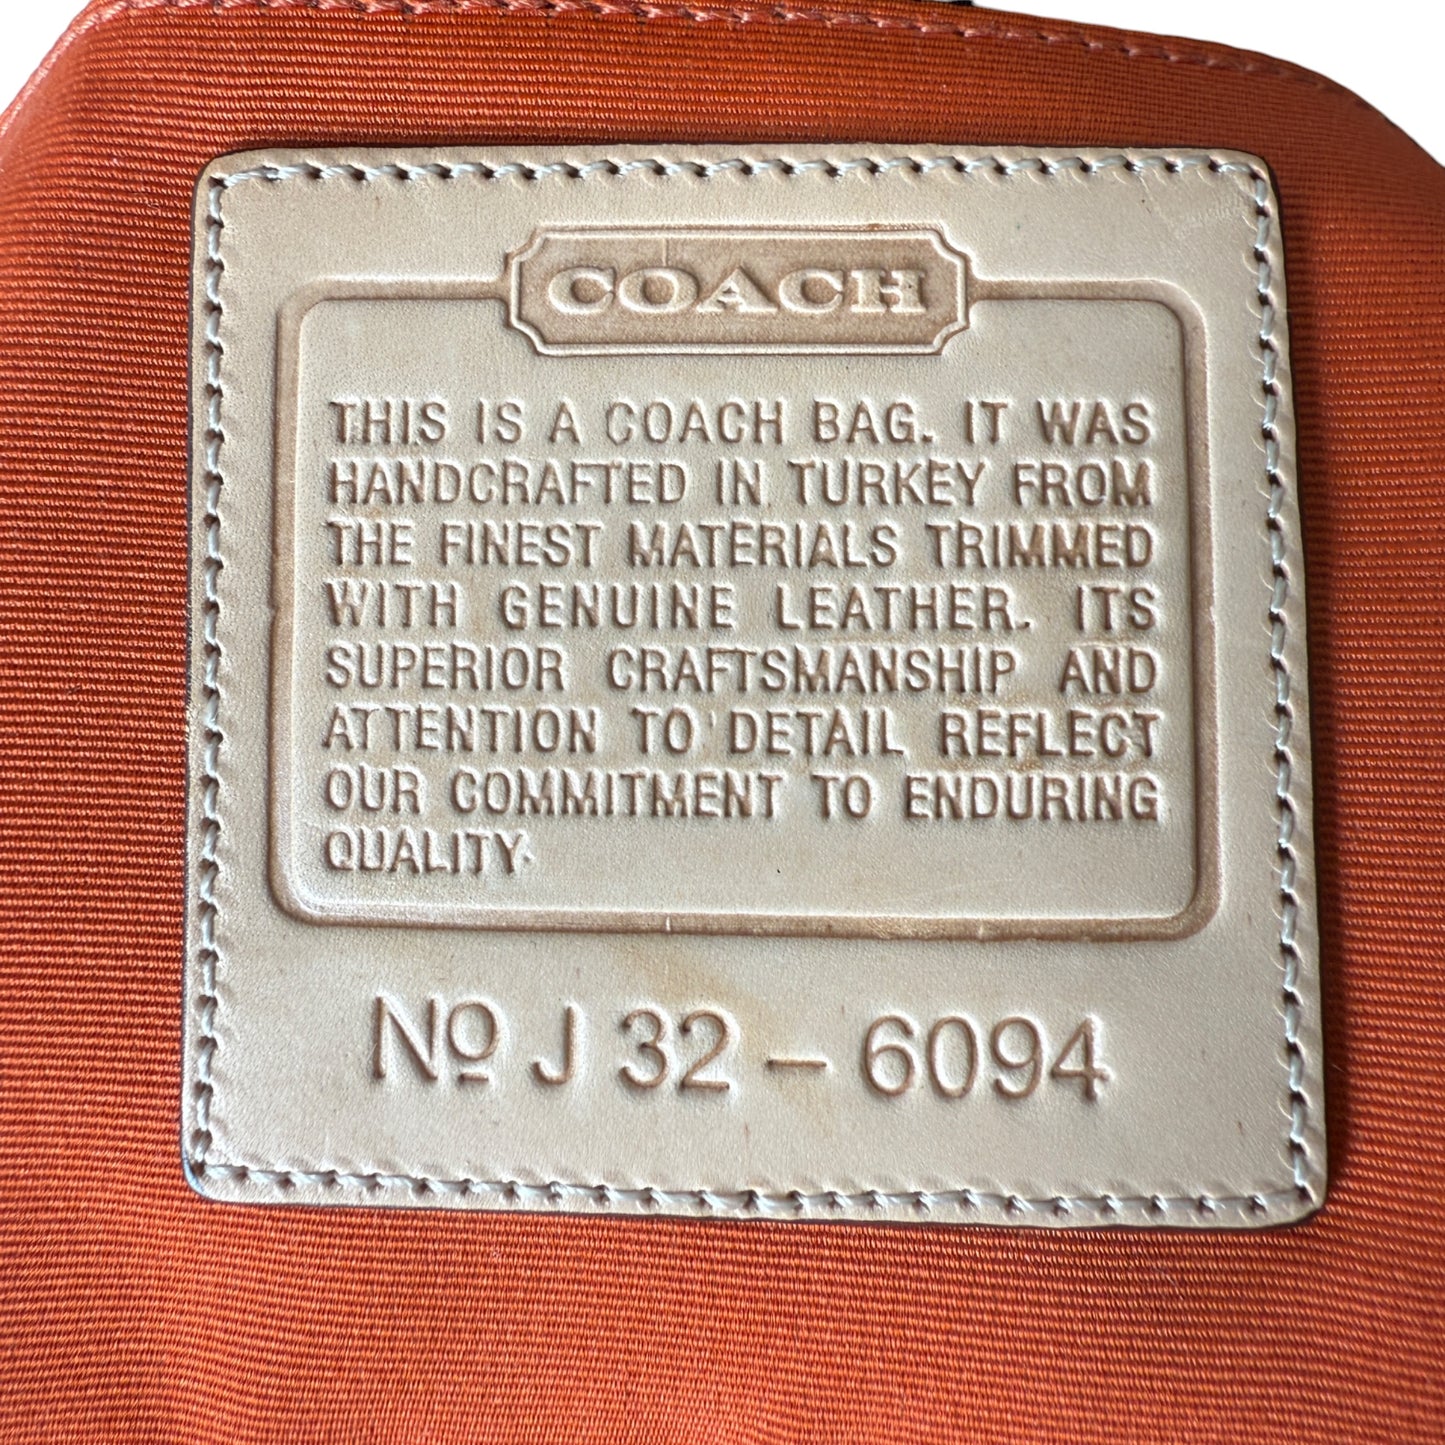 COACH
THIS IS A COACH BAG. IT WAS
HANDCRAFTED IN TURKEY FROM
THE FINEST MATERIALS TRIMMED
WITH GENUINE LEATHER. ITS
SUPERIOR CRAFTSMANSHIP AND
ATTENTION TO DETAIL REFLECT
OUR COMMITMENT TO ENDURING
QUALITY.
Nº J32-6094